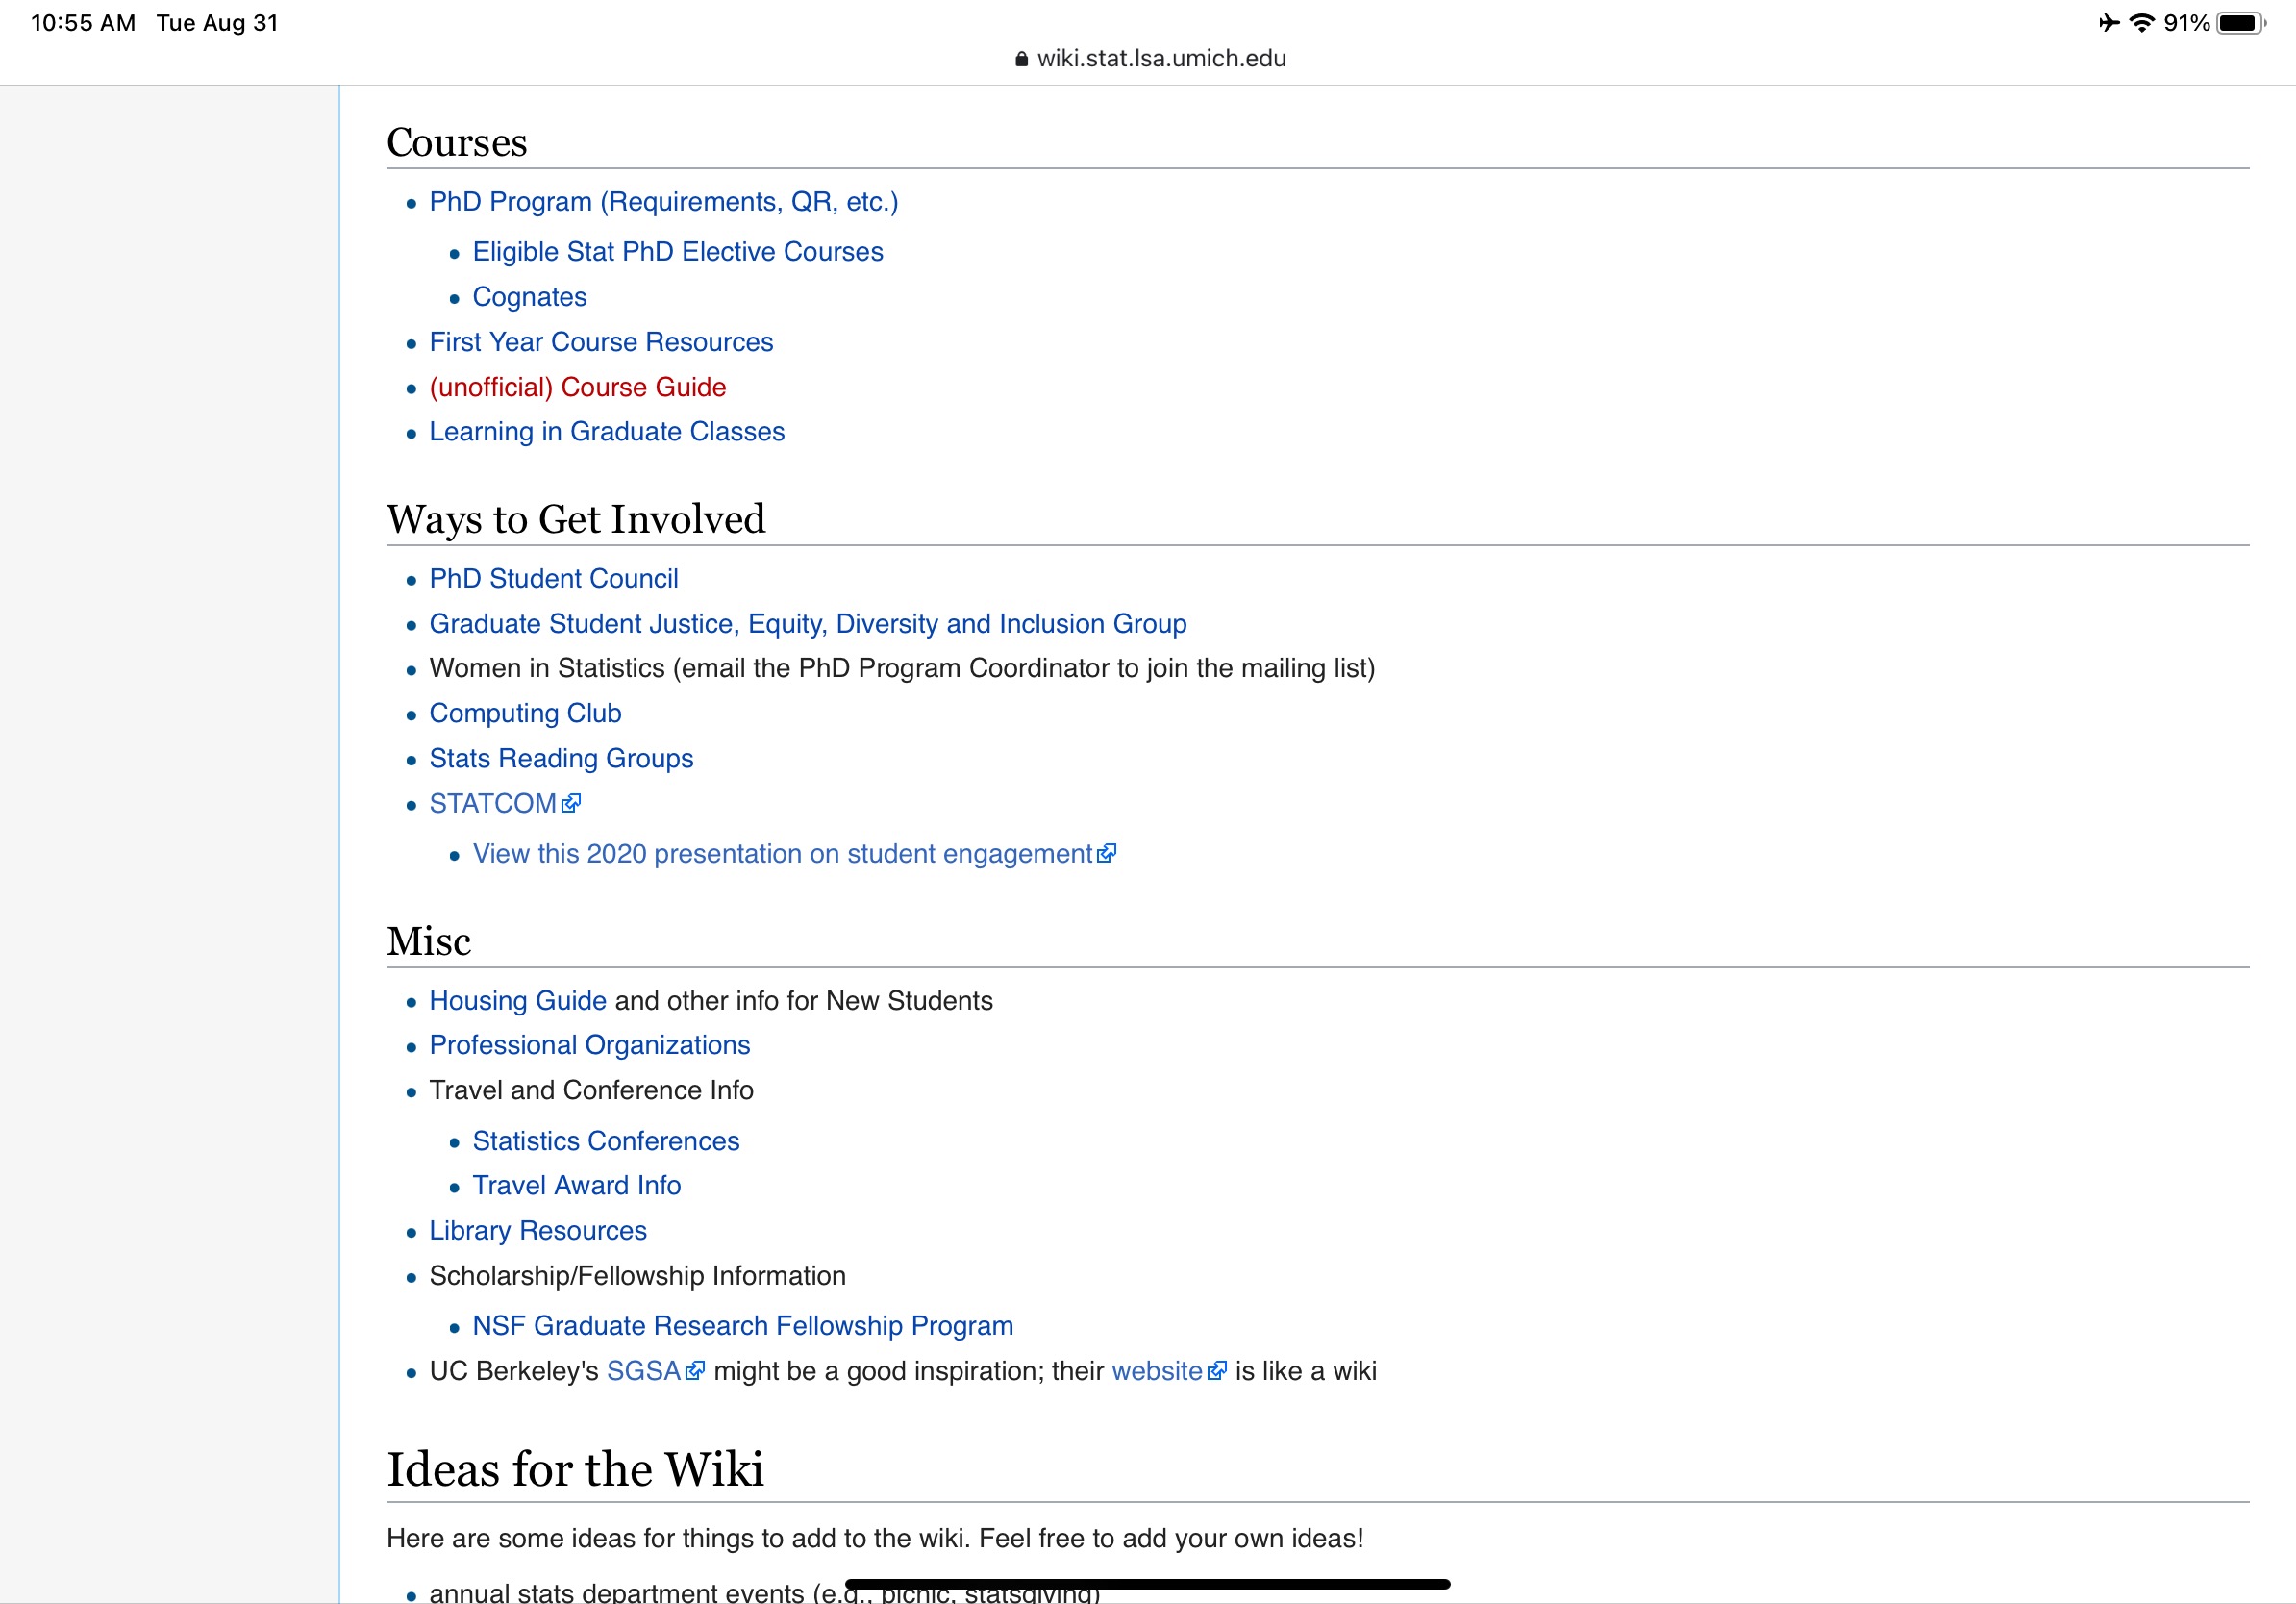 10:55 AM Tue Aug 31
91%
wiki.stat.lsa.umich.edu
Courses
PhD Program (Requirements, QR, etc.)
Eligible Stat PhD Elective Courses
Cognates
First Year Course Resources
(unofficial) Course Guide
Learning in Graduate Classes
Ways to Get Involved
PhD Student Council
Graduate Student Justice, Equity, Diversity and Inclusion Group
Women in Statistics (email the PhD Program Coordinator to join the mailing list)
Computing Club
Stats Reading Groups
STATCOM
View this 2020 presentation on student engagement
Misc
Housing Guide and other info for New Students
Professional Organizations
Travel and Conference Info
Statistics Conferences
Travel Award Info
Library Resources
Scholarship/Fellowship Information
NSF Graduate Research Fellowship Program
UC Berkeley's SGSA might be a good inspiration; their website is like a wiki
Ideas for the Wiki
Here are some ideas for things to add to the wiki. Feel free to add your own ideas!
annual stats department events (e.g., picnic, statsgiving)